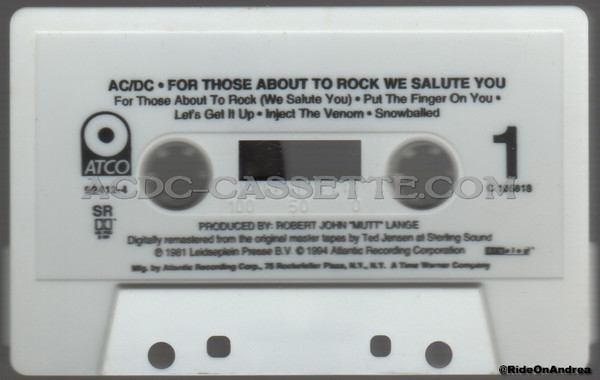 AC/DC • FOR THOSE ABOUT TO ROCK WE SALUTE YOU
For Those About To Rock (We Salute You) • Put The Finger On You •
Let's Get It Up • Inject The Venom • Snowballed
1
ATCO
92412-4
ACDC-CASSETTE.COM
SR
100 50 0
PRODUCED BY: ROBERT JOHN "MUTT" LANGE
Digitally remastered from the original master tapes by Ted Jensen at Sterling Sound
℗ 1981 Leidseplein Presse B.V. © 1994 Atlantic Recording Corporation
Mfg. by Atlantic Recording Corp., 75 Rockefeller Plaza, N.Y., N.Y. A Time Warner Company
@RideOnAndrea